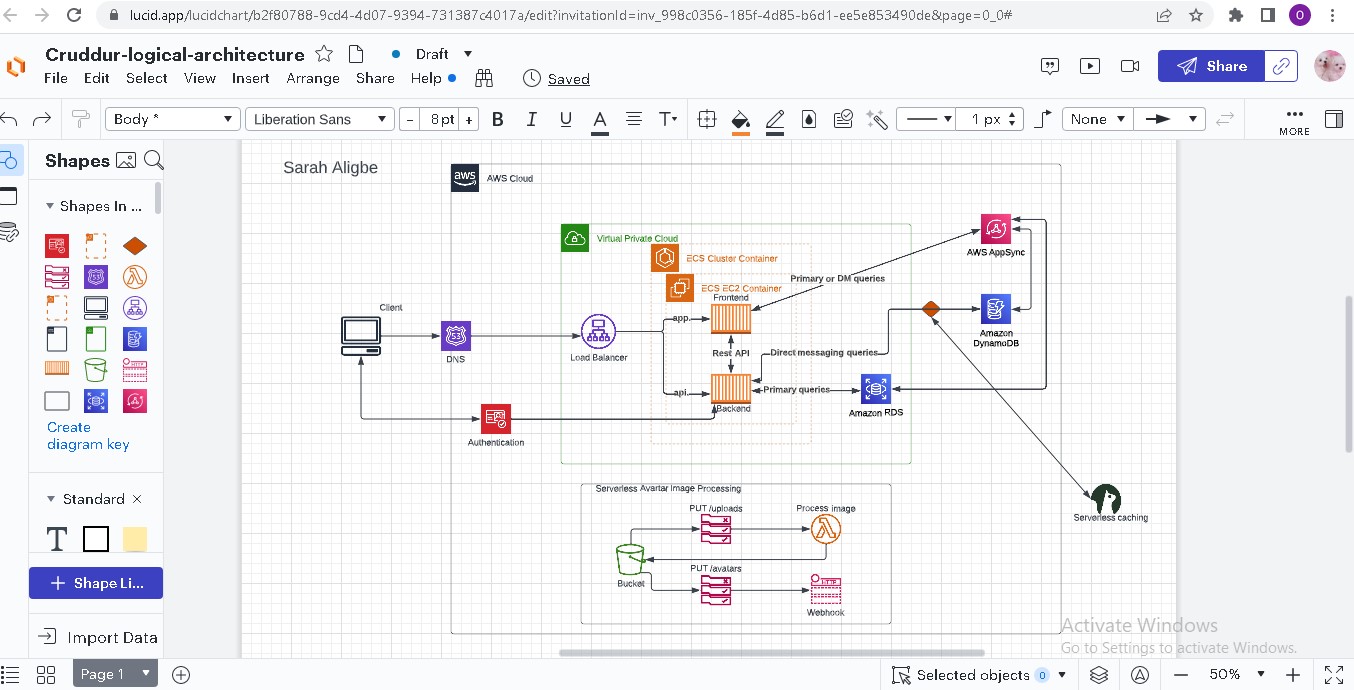 lucid.app/lucidchart/b2f80788-9cd4-4d07-9394-731387c4017a/edit?invitationId=inv_998c0356-185f-4d85-b6d1-ee5e853490de&page=0_0#
O
Cruddur-logical-architecture
Draft
File Edit Select View Insert Arrange Share Help
Saved
Share
Body *
Liberation Sans
- 8 pt +
B I U A T
1 px
None
MORE
Shapes
Shapes In ...
Create
diagram key
Standard
T
+ Shape Li...
Import Data
Sarah Aligbe
aws
AWS Cloud
Virtual Private Cloud
ECS Cluster Container
ECS EC2 Container
Frontend
Primary or DM queries
AWS AppSync
Client
53
DNS
Load Balancer
app.
Rest API
Direct messaging queries
Amazon
DynamoDB
api.
Primary queries
Backend
Amazon RDS
Authentication
Serverless Avartar Image Processing
PUT /uploads
Process image
Bucket
PUT /avatars
HTTP
Webhook
Serverless caching
Activate Windows
Go to Settings to activate Windows.
Page 1
Selected objects 0
50%